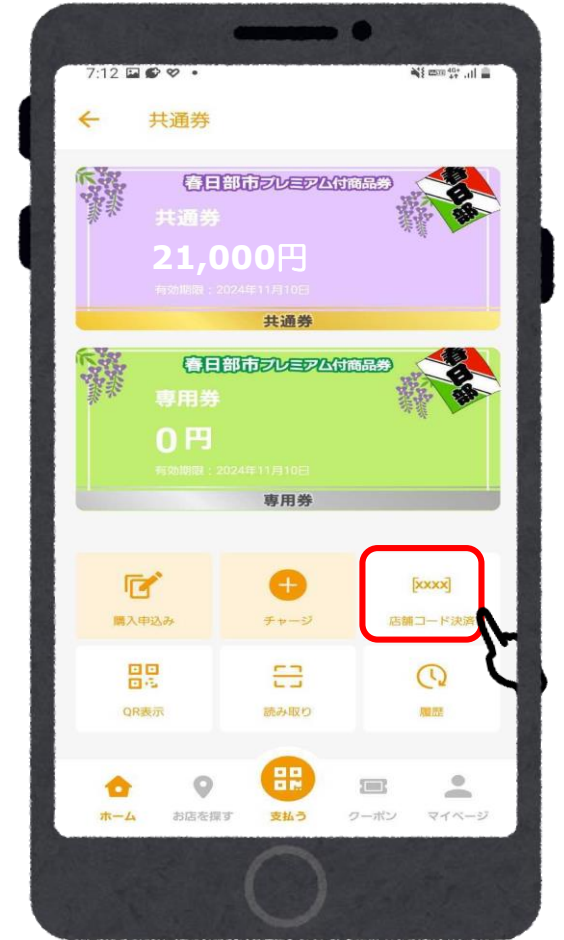 7:12
共通券
春日部市プレミアム付商品券
春日部
共通券
21,000円
有効期限：2024年11月10日
共通券
春日部市プレミアム付商品券
春日部
専用券
0円
有効期限：2024年11月10日
専用券
購入申込み
チャージ
[xxxx]
店舗コード決済
QR表示
読み取り
履歴
ホーム
お店を探す
支払う
クーポン
マイページ